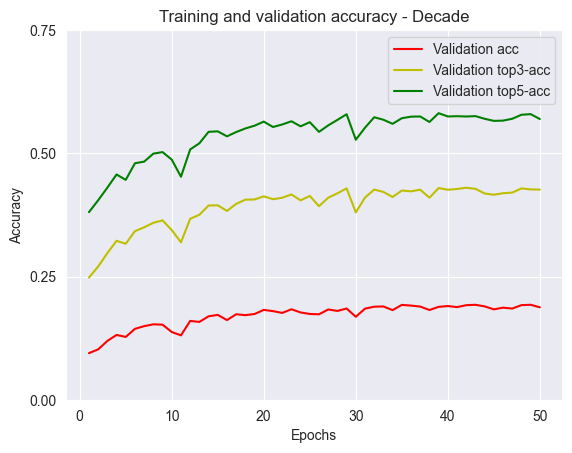 Training and validation accuracy - Decade
Validation acc
Validation top3-acc
Validation top5-acc
Accuracy
0.75
0.50
0.25
0.00
0 10 20 30 40 50
Epochs